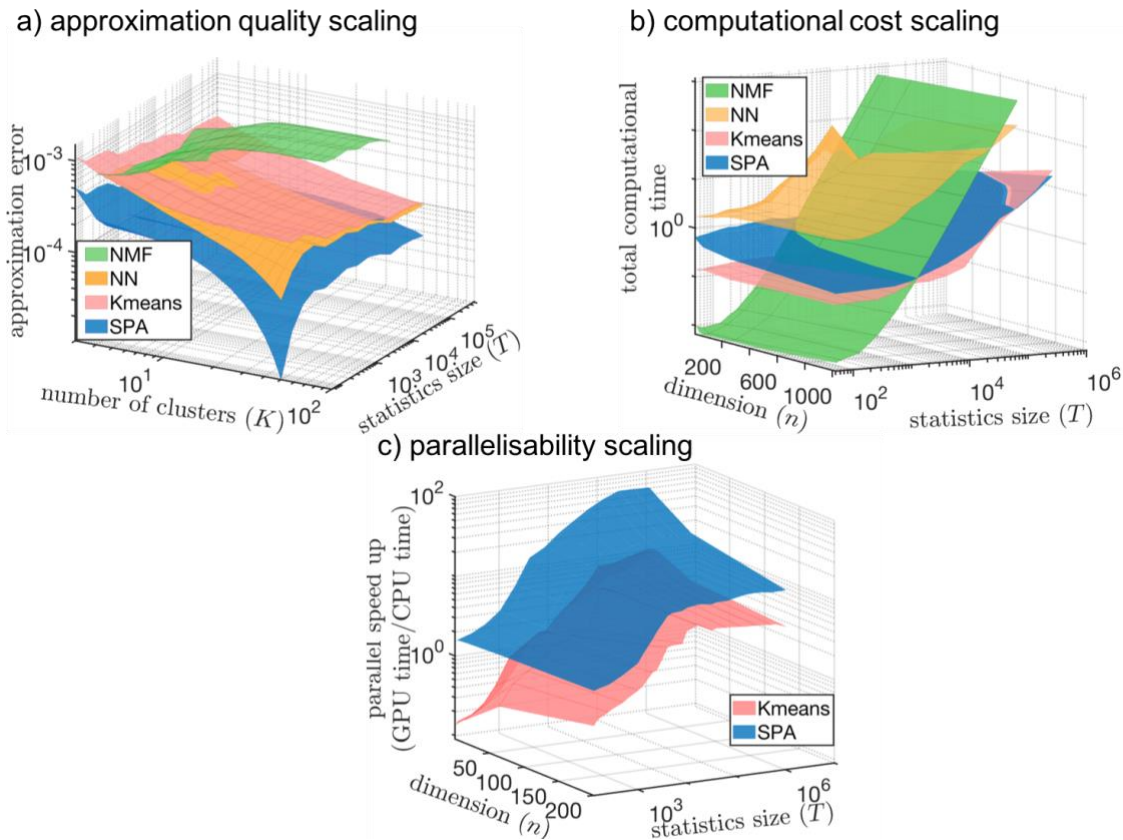 a) approximation quality scaling
approximation error
10^-3
10^-4
NMF
NN
Kmeans
SPA
10^1
10^2
number of clusters (K)
10^3
10^4
10^5
statistics size (T)
b) computational cost scaling
total computational
time
10^0
NMF
NN
Kmeans
SPA
200
600
1000
dimension (n)
10^2
10^4
10^6
statistics size (T)
c) parallelisability scaling
parallel speed up
(GPU time/CPU time)
10^2
10^0
50
100
150
200
dimension (n)
10^3
10^6
statistics size (T)
Kmeans
SPA